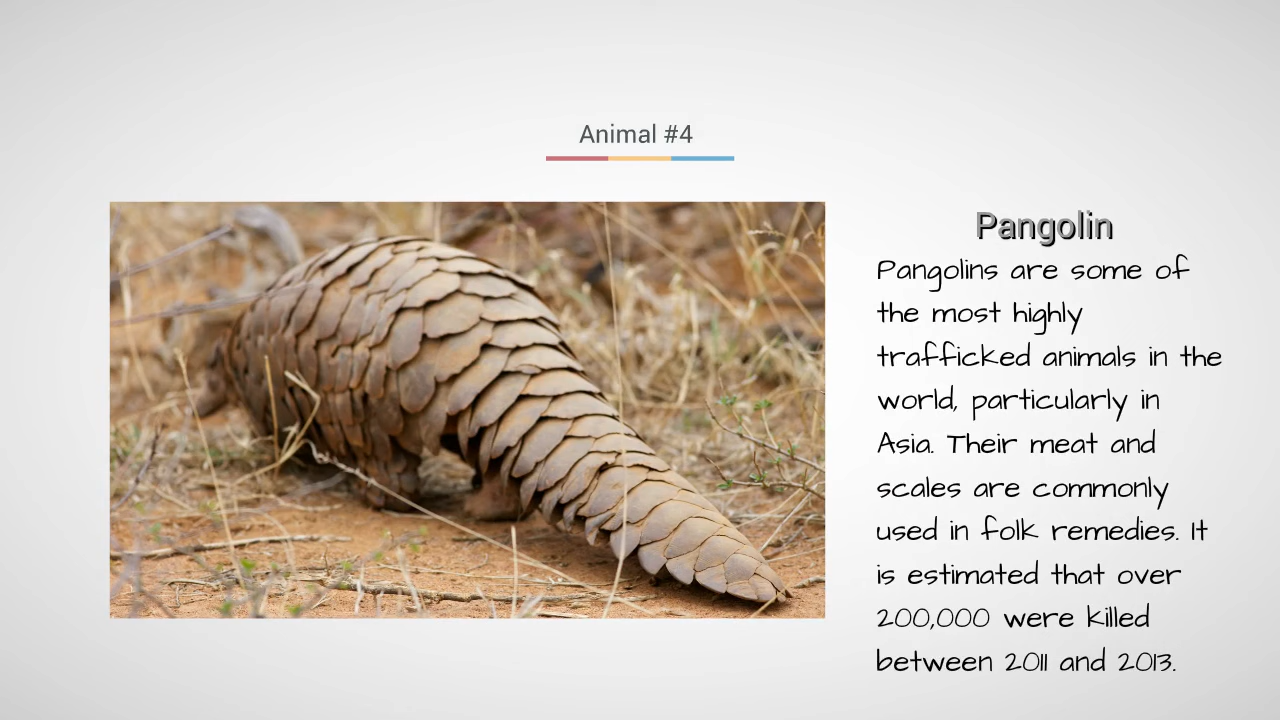 Animal #4
Pangolin
Pangolins are some of
the most highly
trafficked animals in the
world, particularly in
Asia. Their meat and
scales are commonly
used in folk remedies. It
is estimated that over
200,000 were killed
between 2011 and 2013.